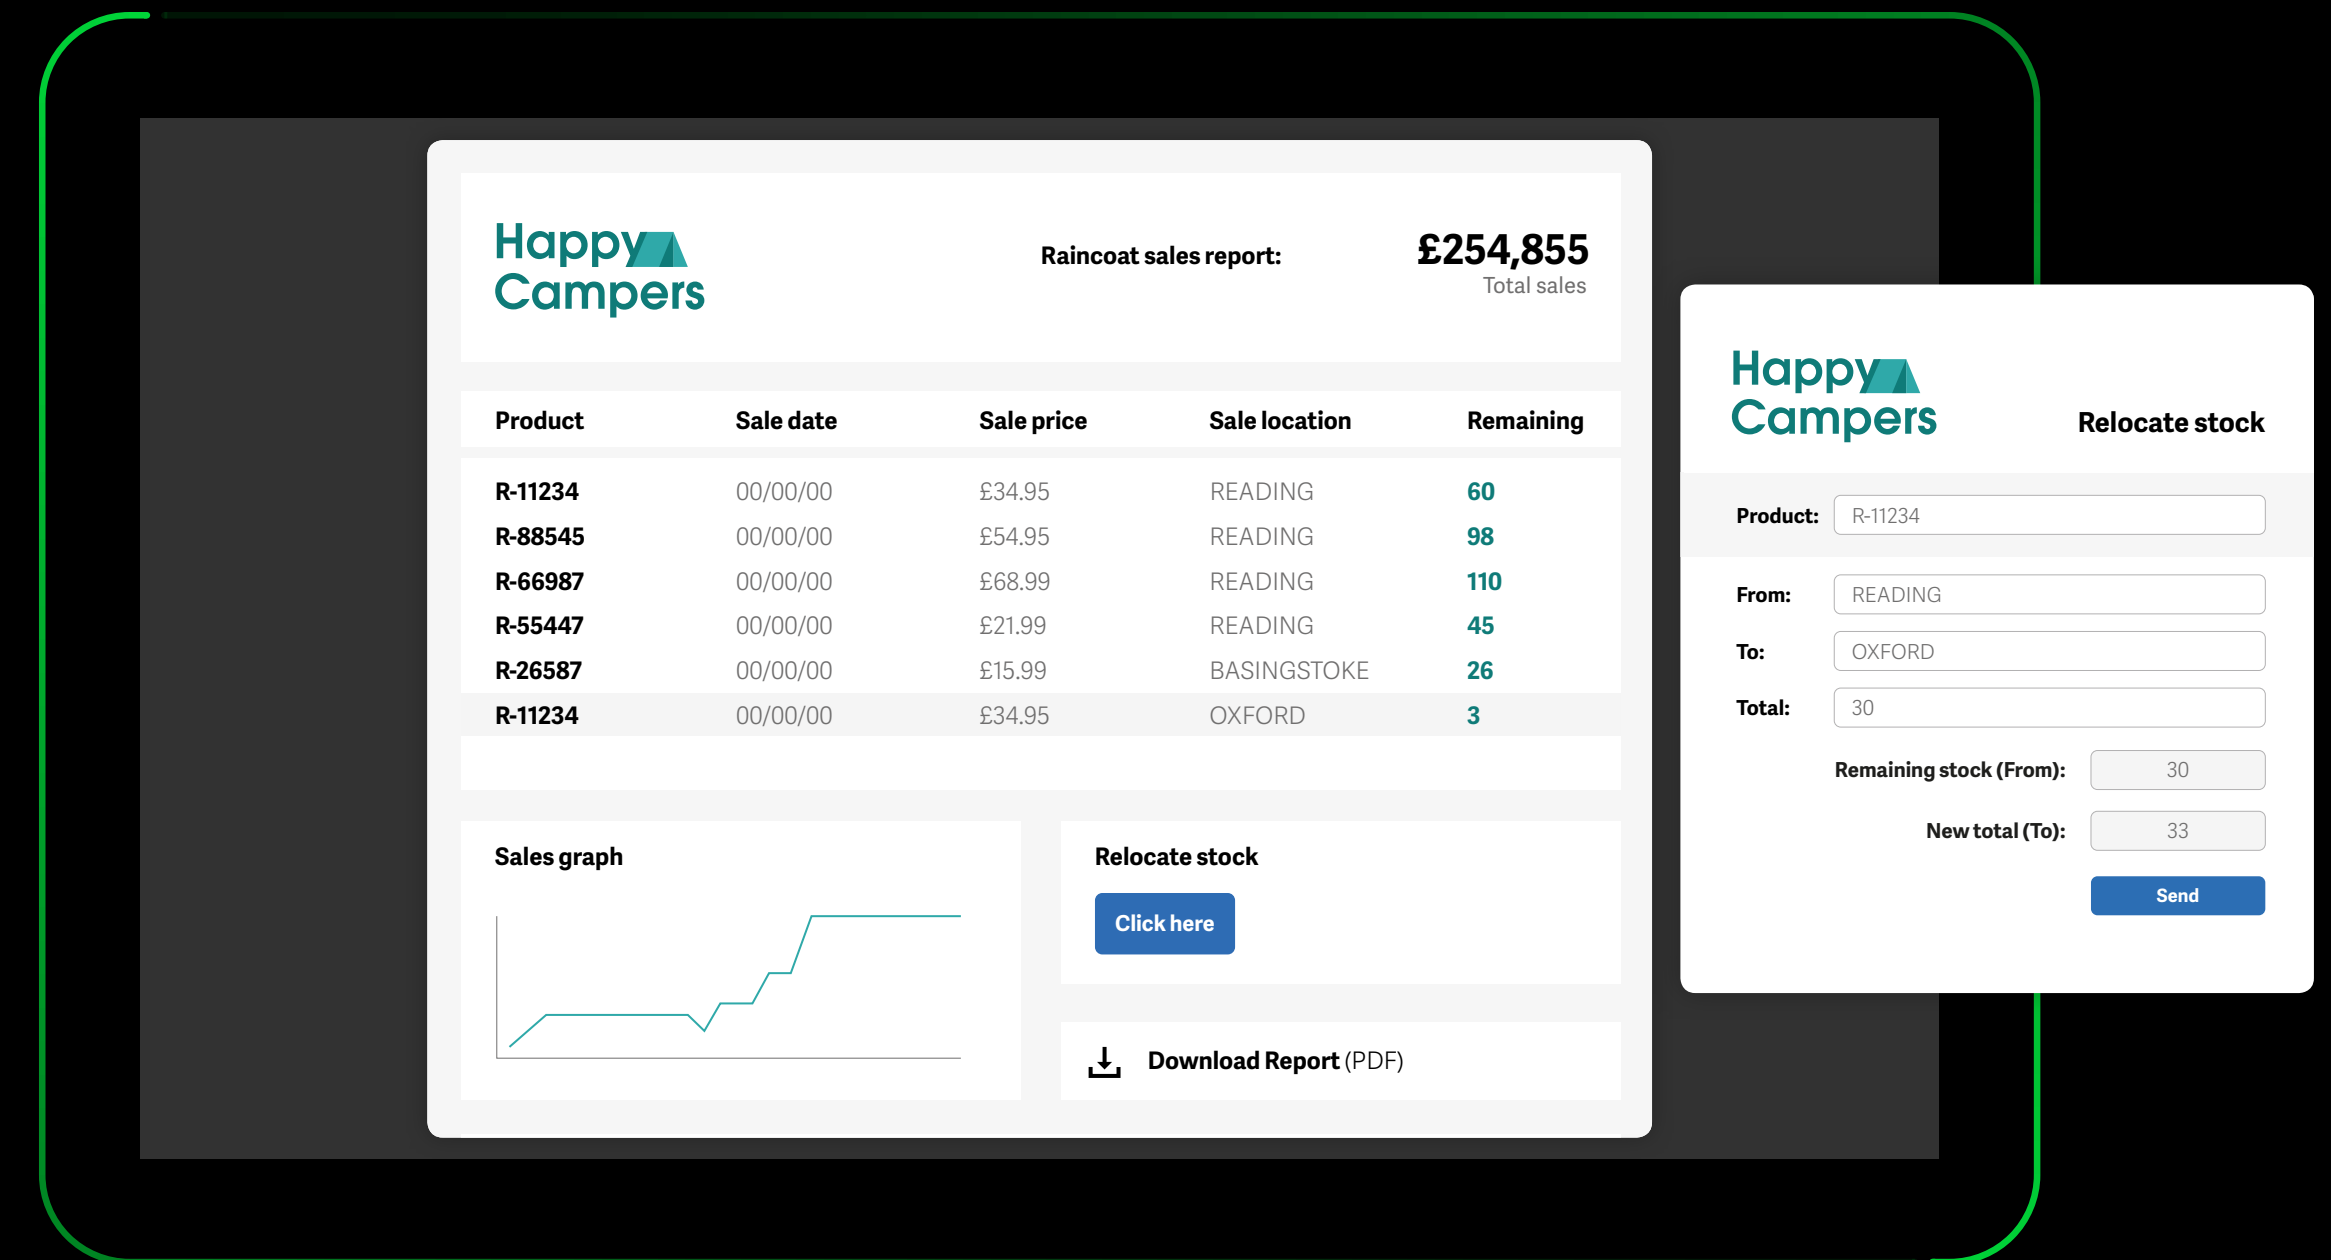 Happy
Campers
Raincoat sales report:
£254,855
Total sales
Product Sale date Sale price Sale location Remaining
R-11234 00/00/00 £34.95 READING 60
R-88545 00/00/00 £54.95 READING 98
R-66987 00/00/00 £68.99 READING 110
R-55447 00/00/00 £21.99 READING 45
R-26587 00/00/00 £15.99 BASINGSTOKE 26
R-11234 00/00/00 £34.95 OXFORD 3
Sales graph
Relocate stock
Click here
Download Report (PDF)
Happy
Campers
Relocate stock
Product: R-11234
From: READING
To: OXFORD
Total: 30
Remaining stock (From): 30
New total (To): 33
Send